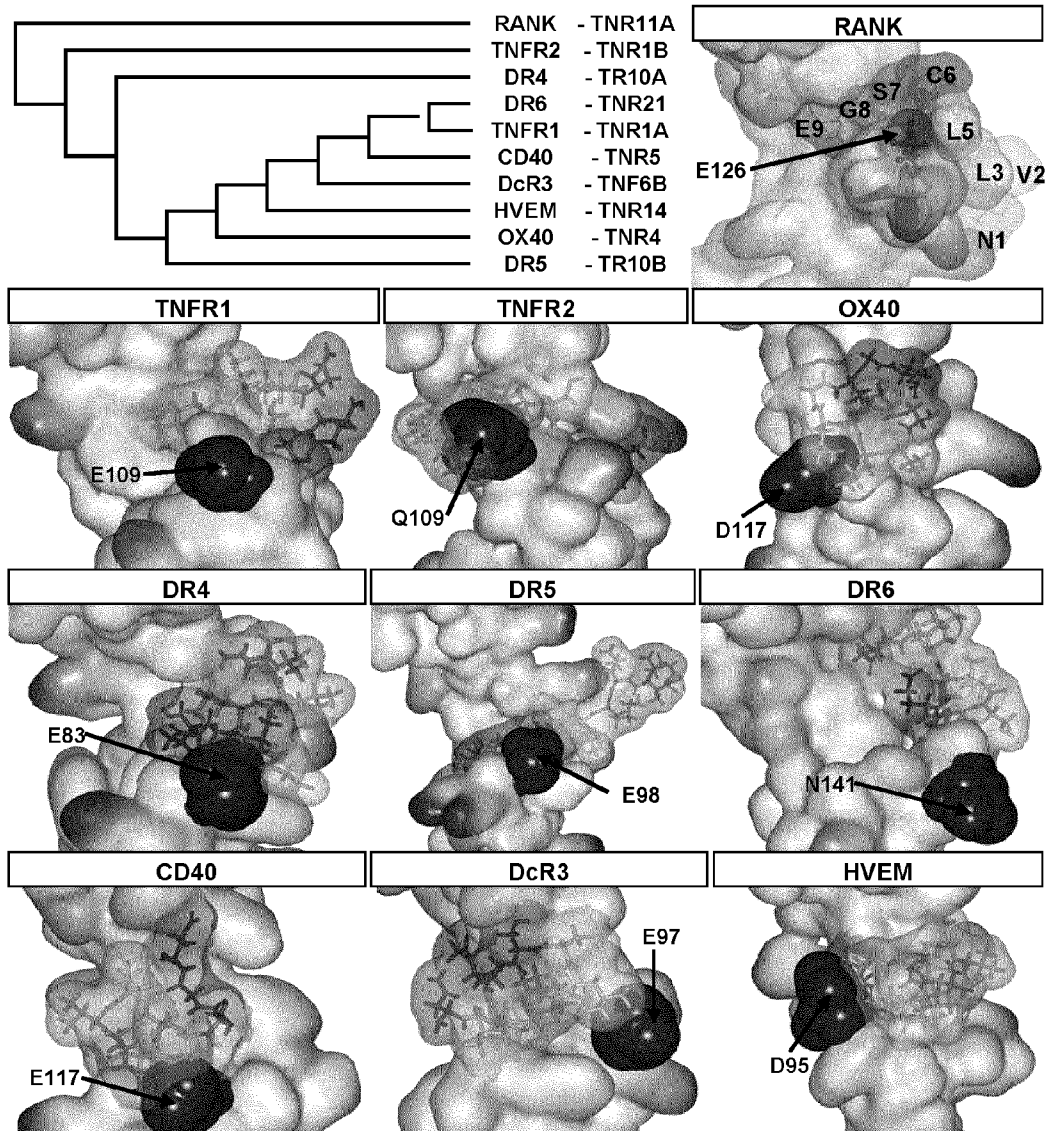 RANK - TNR11A
TNFR2 - TNR1B
DR4 - TR10A
DR6 - TNR21
TNFR1 - TNR1A
CD40 - TNR5
DcR3 - TNF6B
HVEM - TNR14
OX40 - TNR4
DR5 - TR10B
RANK
C6
S7
G8
E9
L5
E126
L3
V2
N1
TNFR1
E109
TNFR2
Q109
OX40
D117
DR4
E83
DR5
E98
DR6
N141
CD40
E117
DcR3
E97
HVEM
D95